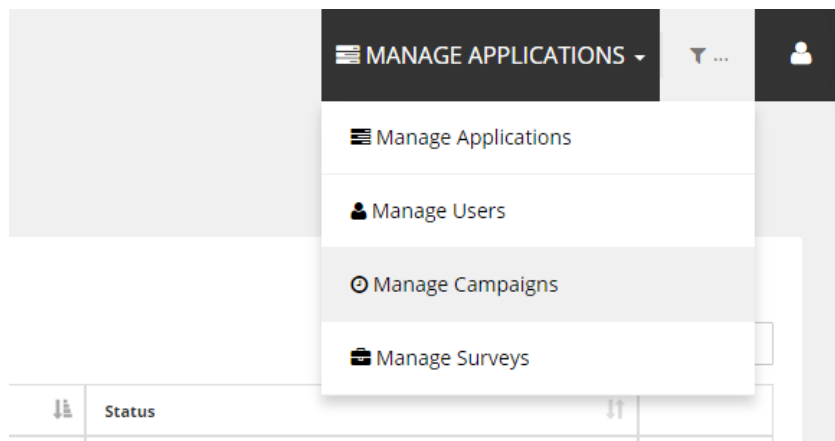 MANAGE APPLICATIONS
...
Manage Applications
Manage Users
Manage Campaigns
Manage Surveys
Status